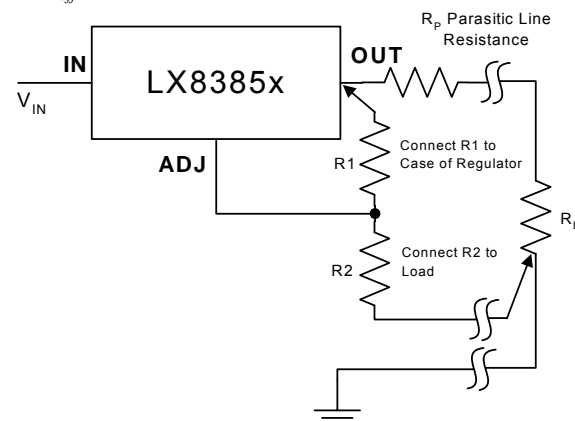 R_P Parasitic Line
Resistance
OUT
IN
LX8385x
V_IN
ADJ
R1
Connect R1 to
Case of Regulator
R_L
R2
Connect R2 to
Load